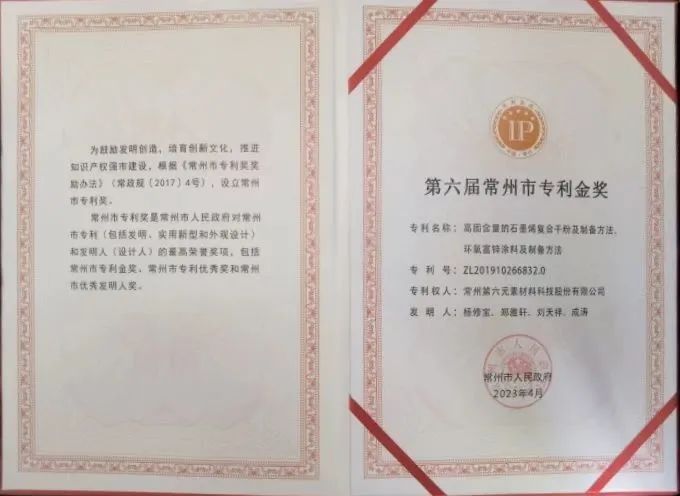 为鼓励发明创造，培育创新文化，推进
知识产权强市建设，根据《常州市专利奖奖
励办法》（常政规〔2017〕4号），设立常州
市专利奖。
常州市专利奖是常州市人民政府对常州
市专利（包括发明、实用新型和外观设计）
和发明人（设计人）的最高荣誉奖项，包括
常州市专利金奖、常州市专利优秀奖和常州
市优秀发明人奖。
IP
第六届常州市专利金奖
专利名称：高固含量的石墨烯复合干粉及制备方法、
环氧富锌涂料及制备方法
专利号：ZL201910266832.0
专利权人：常州第六元素材料科技股份有限公司
发明人：杨修宝、郑雅轩、刘天祥、成涛
常州市人民政府
2023年4月